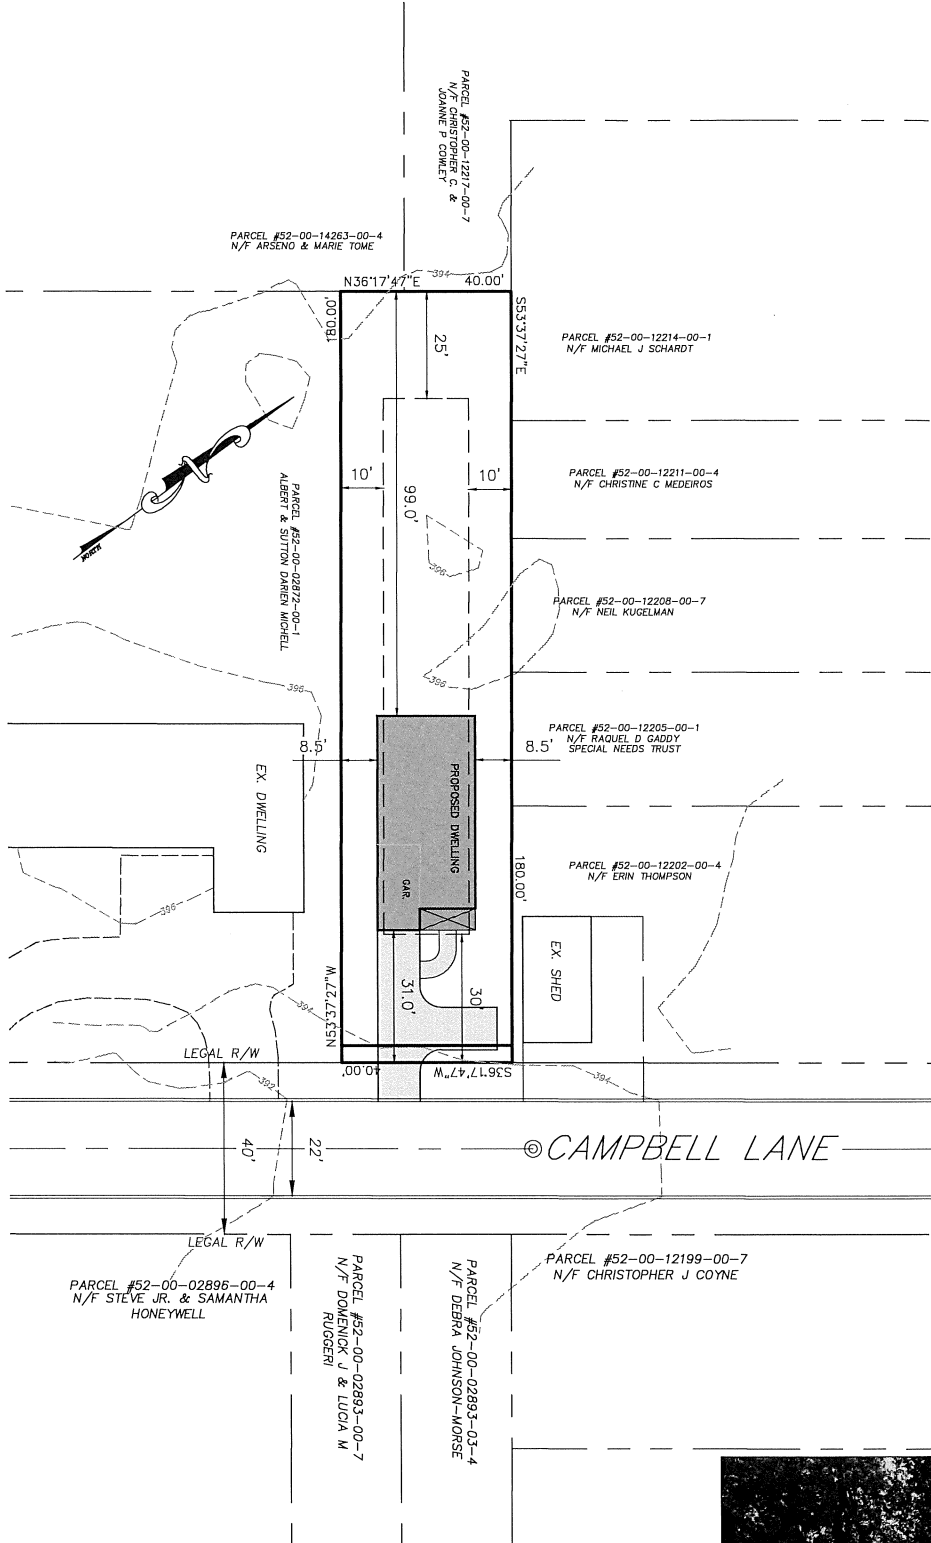 PARCEL #52-00-12217-00-7
N/F CHRISTOPHER C. &
JOANNE P COWLEY
PARCEL #52-00-14263-00-4
N/F ARSENO & MARIE TOME
394
N36°17'47"E
40.00'
180.00'
S53°37'27"E
25'
PARCEL #52-00-12214-00-1
N/F MICHAEL J SCHARDT
10'
10'
99.0'
PARCEL #52-00-12211-00-4
N/F CHRISTINE C MEDEIROS
NORTH
PARCEL #52-00-02872-00-1
ALBERT & SUTTON DARIEN MICHELL
396
PARCEL #52-00-12208-00-7
N/F NEIL KUGELMAN
396
396
PARCEL #52-00-12205-00-1
N/F RAQUEL D GADDY
SPECIAL NEEDS TRUST
8.5'
8.5'
EX. DWELLING
PROPOSED DWELLING
GAR.
180.00'
PARCEL #52-00-12202-00-4
N/F ERIN THOMPSON
396
EX. SHED
N53°37'27"W
31.0'
30'
394
LEGAL R/W
40.00'
S36°17'47"W
392
394
40'
22'
CAMPBELL LANE
LEGAL R/W
PARCEL #52-00-02896-00-4
N/F STEVE JR. & SAMANTHA
HONEYWELL
PARCEL #52-00-02893-00-7
N/F DOMENICK J & LUCIA M
RUGGERI
PARCEL #52-00-02893-03-4
N/F DEBRA JOHNSON-MORSE
PARCEL #52-00-12199-00-7
N/F CHRISTOPHER J COYNE